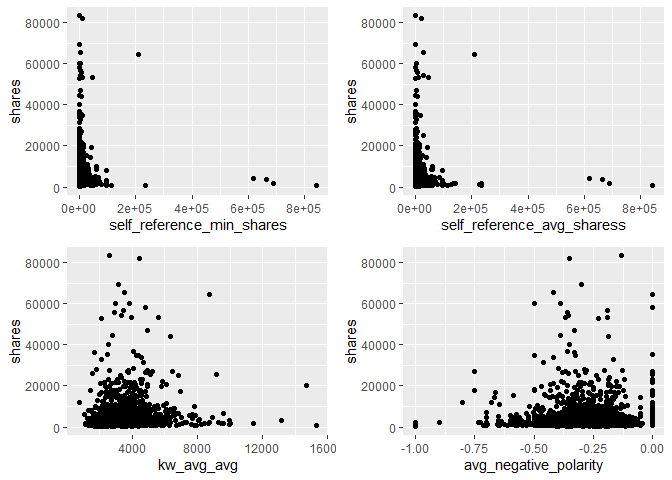 80000
60000
40000
20000
0
shares
0e+00 2e+05 4e+05 6e+05 8e+05
self_reference_min_shares
80000
60000
40000
20000
0
shares
0e+00 2e+05 4e+05 6e+05 8e+05
self_reference_avg_sharess
80000
60000
40000
20000
0
shares
4000 8000 12000 1600
kw_avg_avg
80000
60000
40000
20000
0
shares
-1.00 -0.75 -0.50 -0.25 0.00
avg_negative_polarity